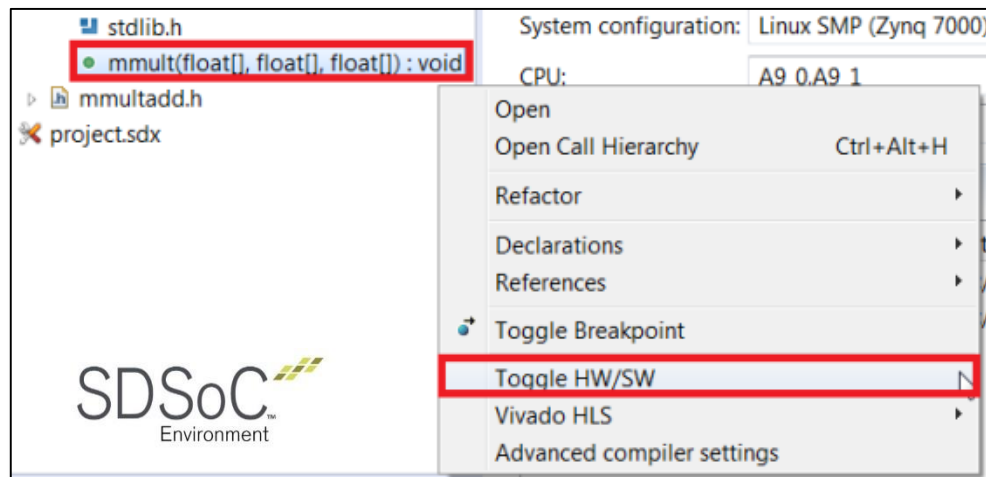 stdlib.h
mmult(float[], float[], float[]) : void
mmultadd.h
project.sdx
System configuration: Linux SMP (Zynq 7000)
CPU: A9_0,A9_1
Open
Open Call Hierarchy Ctrl+Alt+H
Refactor
Declarations
References
Toggle Breakpoint
Toggle HW/SW
Vivado HLS
Advanced compiler settings
SDSoC™
Environment